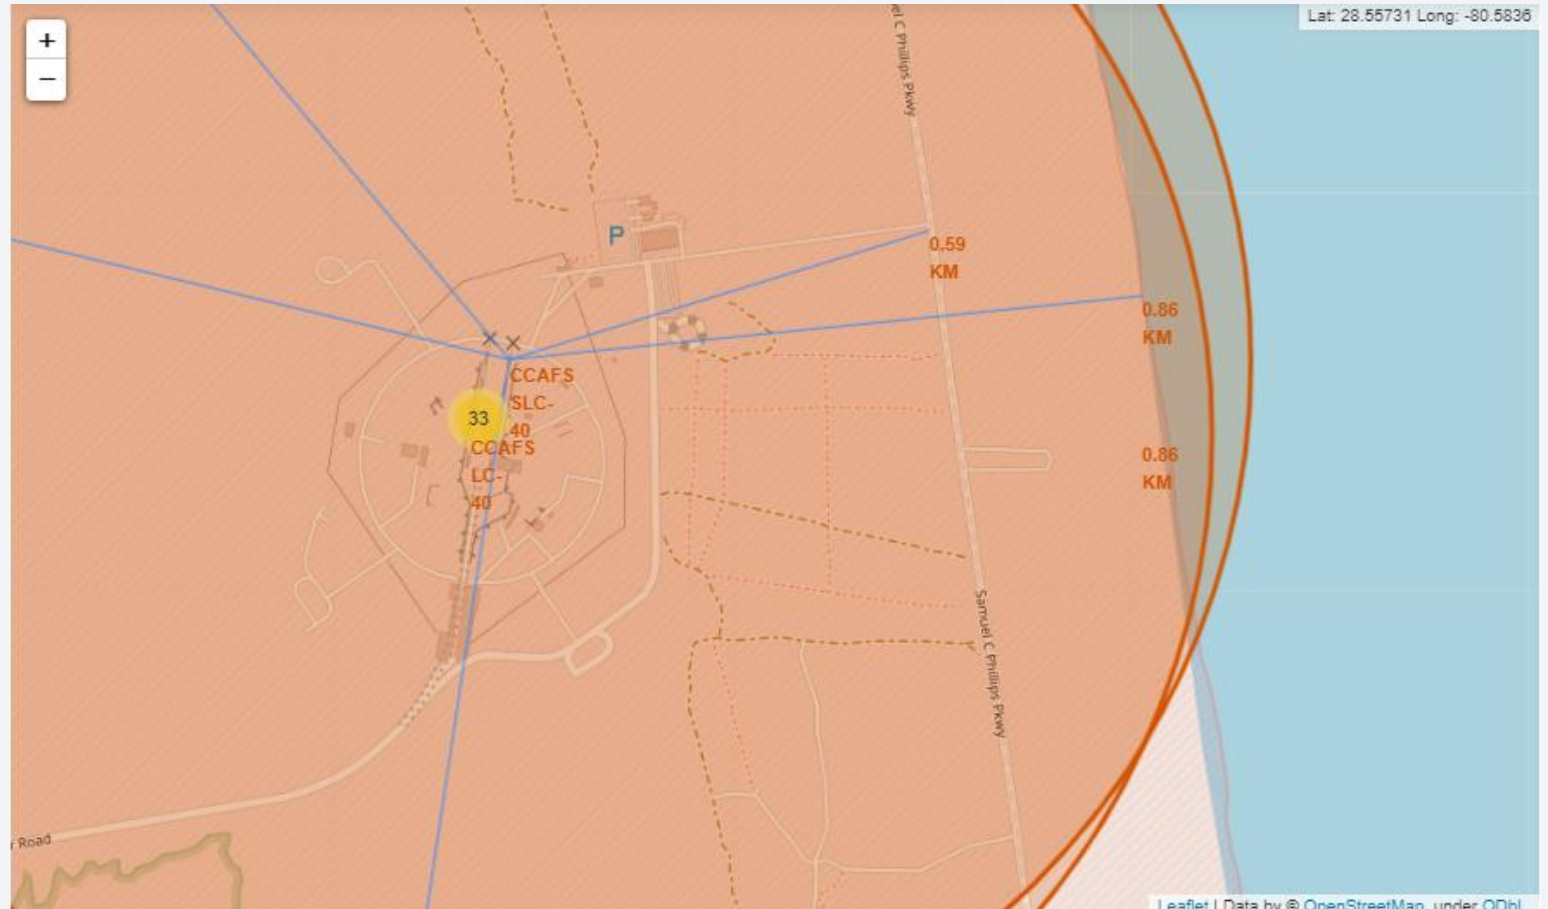 +
−
Lat: 28.55731 Long: -80.5836
el C Phillips Pkwy
P
0.59
KM
0.86
KM
CCAFS
SLC-
40
33
CCAFS
LC-
40
0.86
KM
Samuel C Phillips Pkwy
r Road
Leaflet | Data by © OpenStreetMap, under ODbL